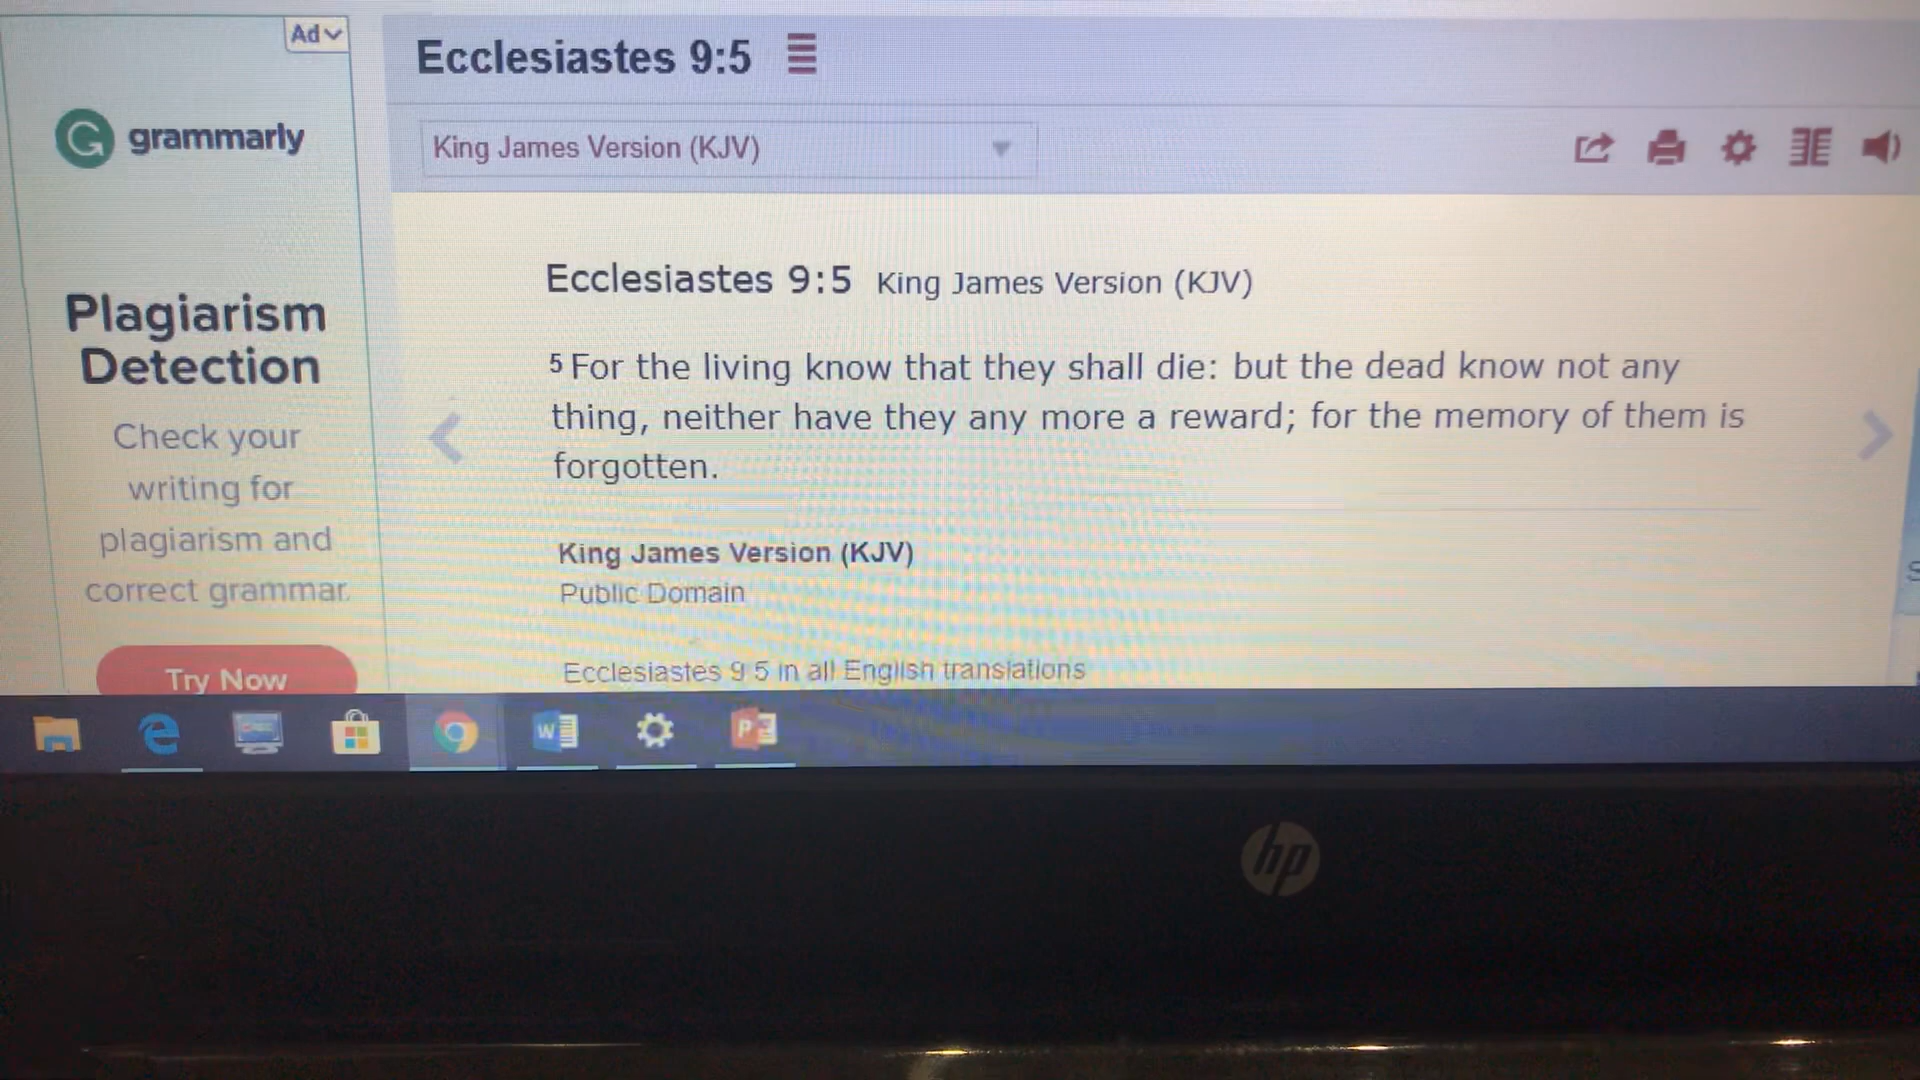 Ad
Ecclesiastes 9:5
grammarly
King James Version (KJV)
Plagiarism
Detection
Check your
writing for
plagiarism and
correct grammar.
Try Now
Ecclesiastes 9:5 King James Version (KJV)
5 For the living know that they shall die: but the dead know not any
thing, neither have they any more a reward; for the memory of them is
forgotten.
King James Version (KJV)
Public Domain
Ecclesiastes 9 5 in all English translations
W
P
hp